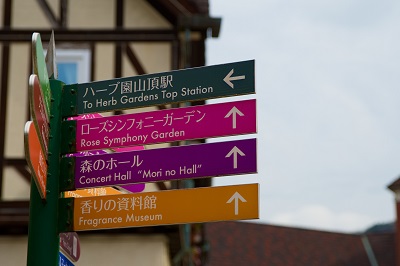 ハーブ園山頂駅
To Herb Gardens Top Station
ローズシンフォニーガーデン
Rose Symphony Garden
森のホール
Concert Hall “Mori no Hall”
香りの資料館
Fragrance Museum